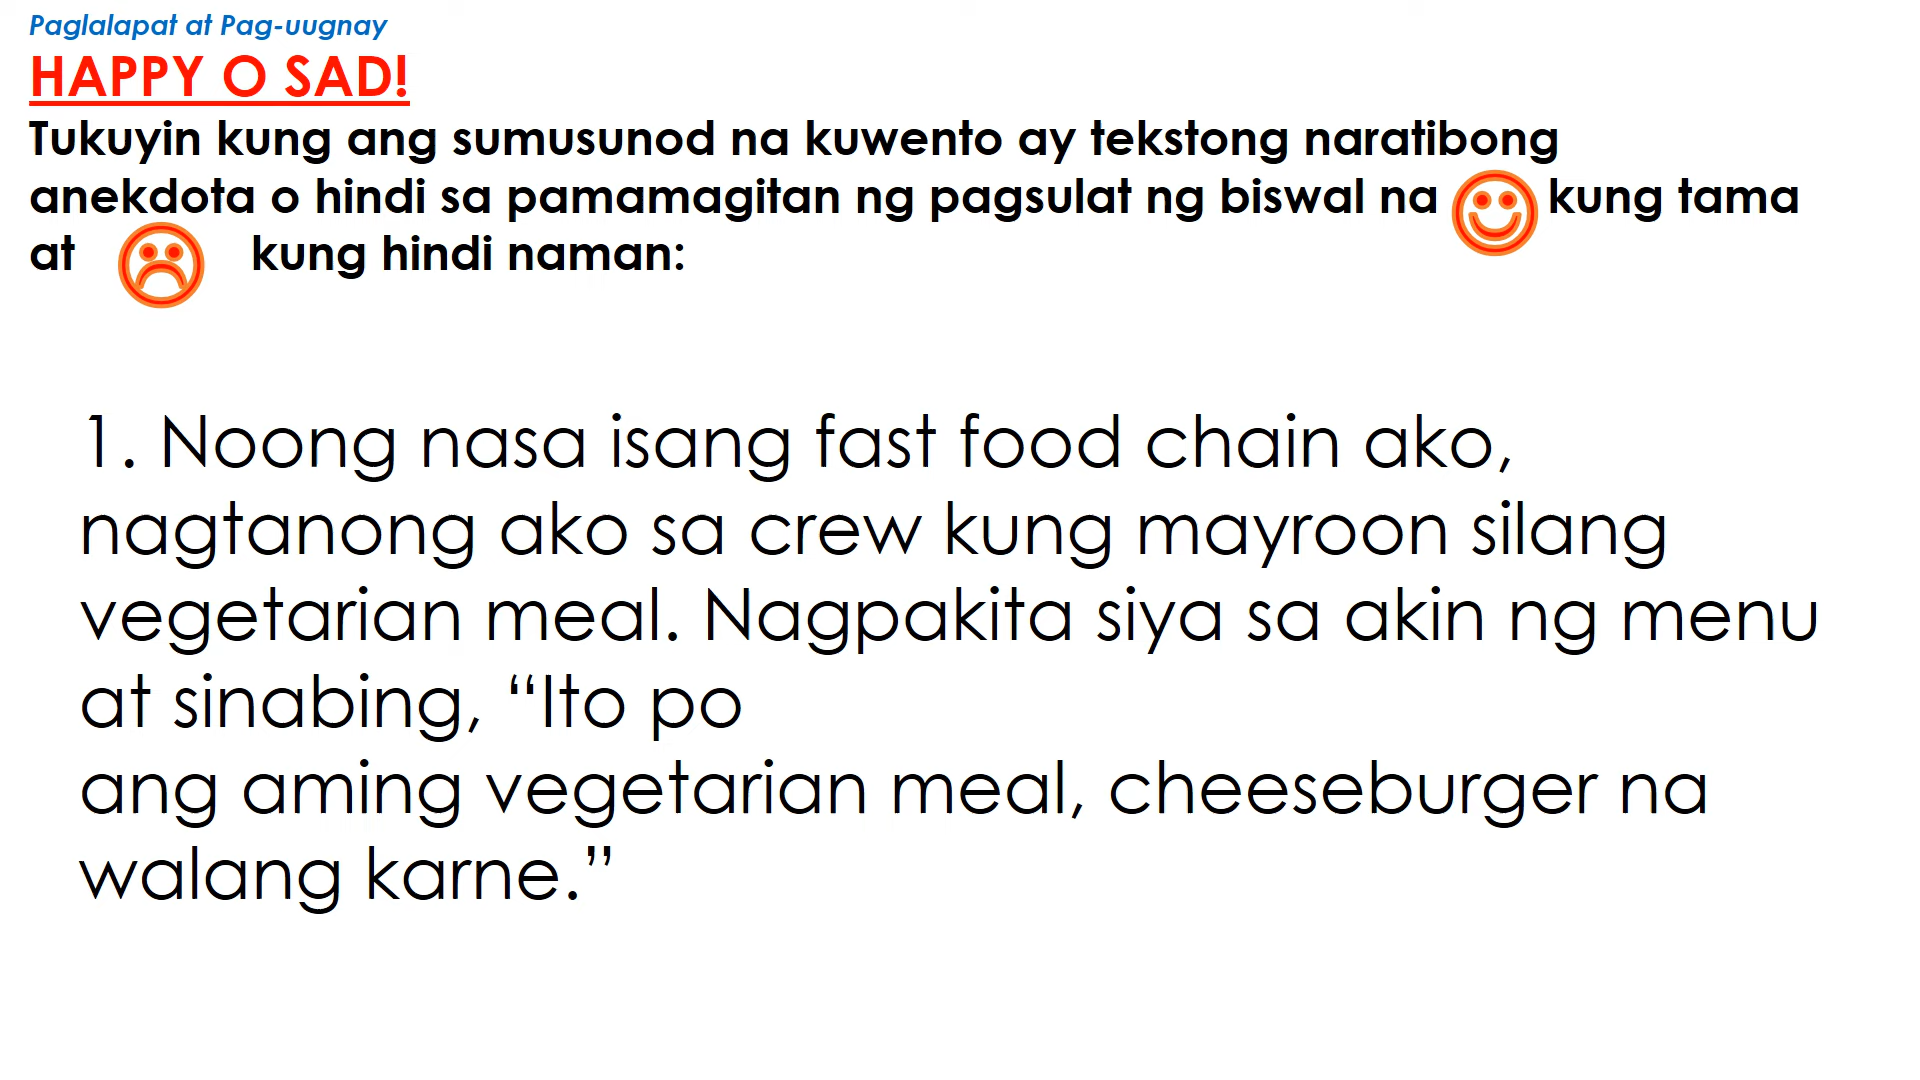 Paglalapat at Pag-uugnay
HAPPY O SAD!
Tukuyin kung ang sumusunod na kuwento ay tekstong naratibong
anekdota o hindi sa pamamagitan ng pagsulat ng biswal na kung tama
at kung hindi naman:
1. Noong nasa isang fast food chain ako,
nagtanong ako sa crew kung mayroon silang
vegetarian meal. Nagpakita siya sa akin ng menu
at sinabing, “Ito po
ang aming vegetarian meal, cheeseburger na
walang karne.”